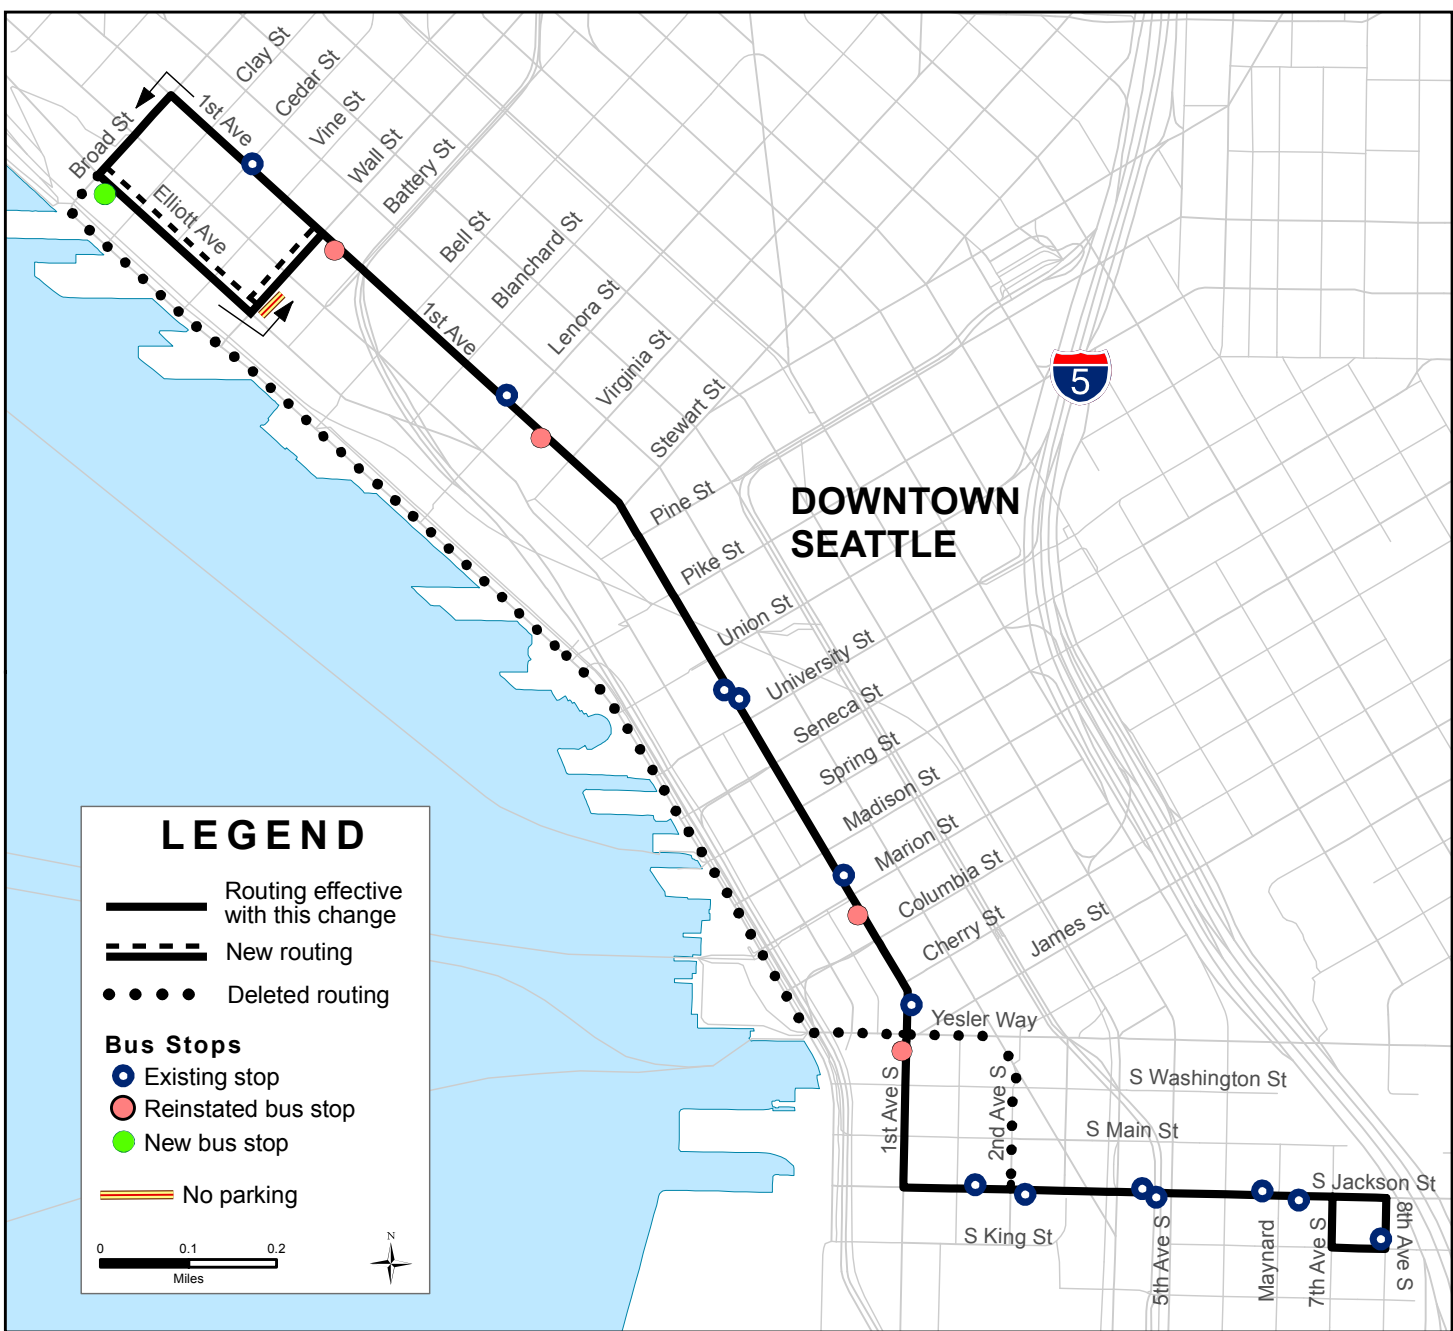 Clay St
Cedar St
Vine St
Wall St
Battery St
1st Ave
Broad St
Elliott Ave
Bell St
Blanchard St
1st Ave
Lenora St
Virginia St
Stewart St
5
DOWNTOWN
SEATTLE
Pine St
Pike St
Union St
University St
Seneca St
Spring St
Madison St
Marion St
Columbia St
Cherry St
James St
Yesler Way
1st Ave S
2nd Ave S
S Washington St
S Main St
S Jackson St
S King St
5th Ave S
Maynard
7th Ave S
8th Ave S
LEGEND
Routing effective
with this change
New routing
Deleted routing
Bus Stops
Existing stop
Reinstated bus stop
New bus stop
No parking
0 0.1 0.2
Miles
N